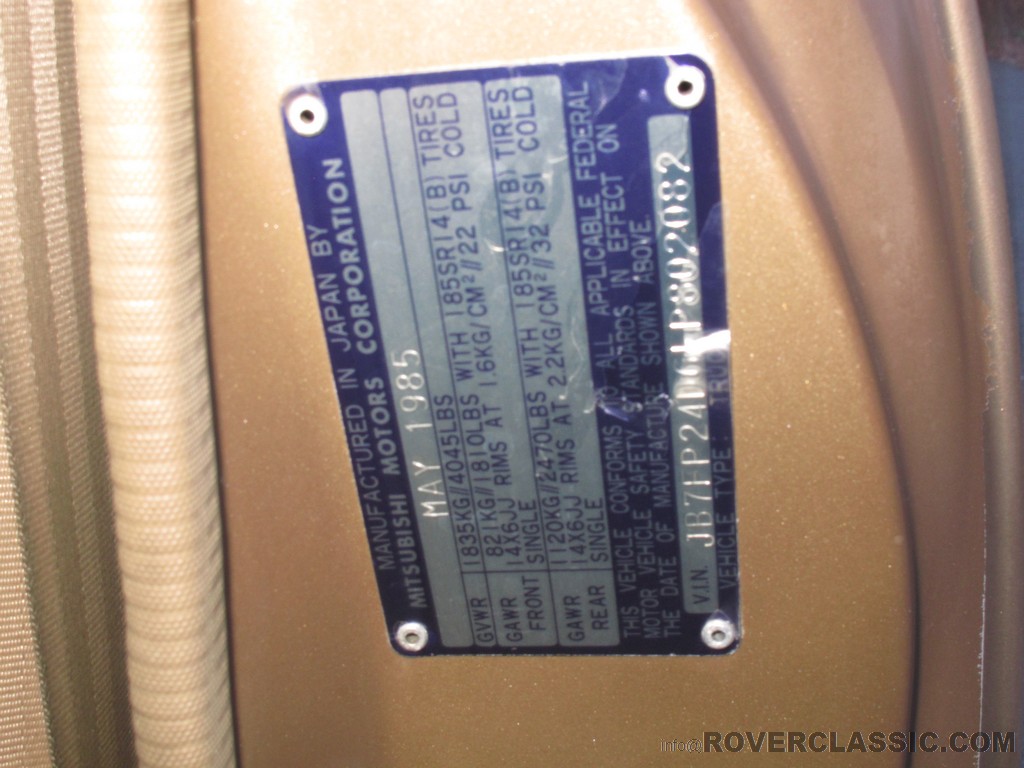 MANUFACTURED IN JAPAN BY
MITSUBISHI MOTORS CORPORATION
MAY 1985
GVWR 1835KG//4045LBS WITH 185SR14(B) TIRES
GAWR FRONT 821KG//1810LBS WITH 185SR14(B) TIRES
14X6JJ RIMS AT 1.6KG/CM²//22 PSI COLD
SINGLE
GAWR REAR 1120KG//2470LBS WITH 185SR14(B) TIRES
14X6JJ RIMS AT 2.2KG/CM²//32 PSI COLD
SINGLE
THIS VEHICLE CONFORMS TO ALL APPLICABLE FEDERAL
MOTOR VEHICLE SAFETY STANDARDS IN EFFECT ON
THE DATE OF MANUFACTURE SHOWN ABOVE.
V.I.N.
VEHICLE TYPE: TRUCK
info@ROVERCLASSIC.COM